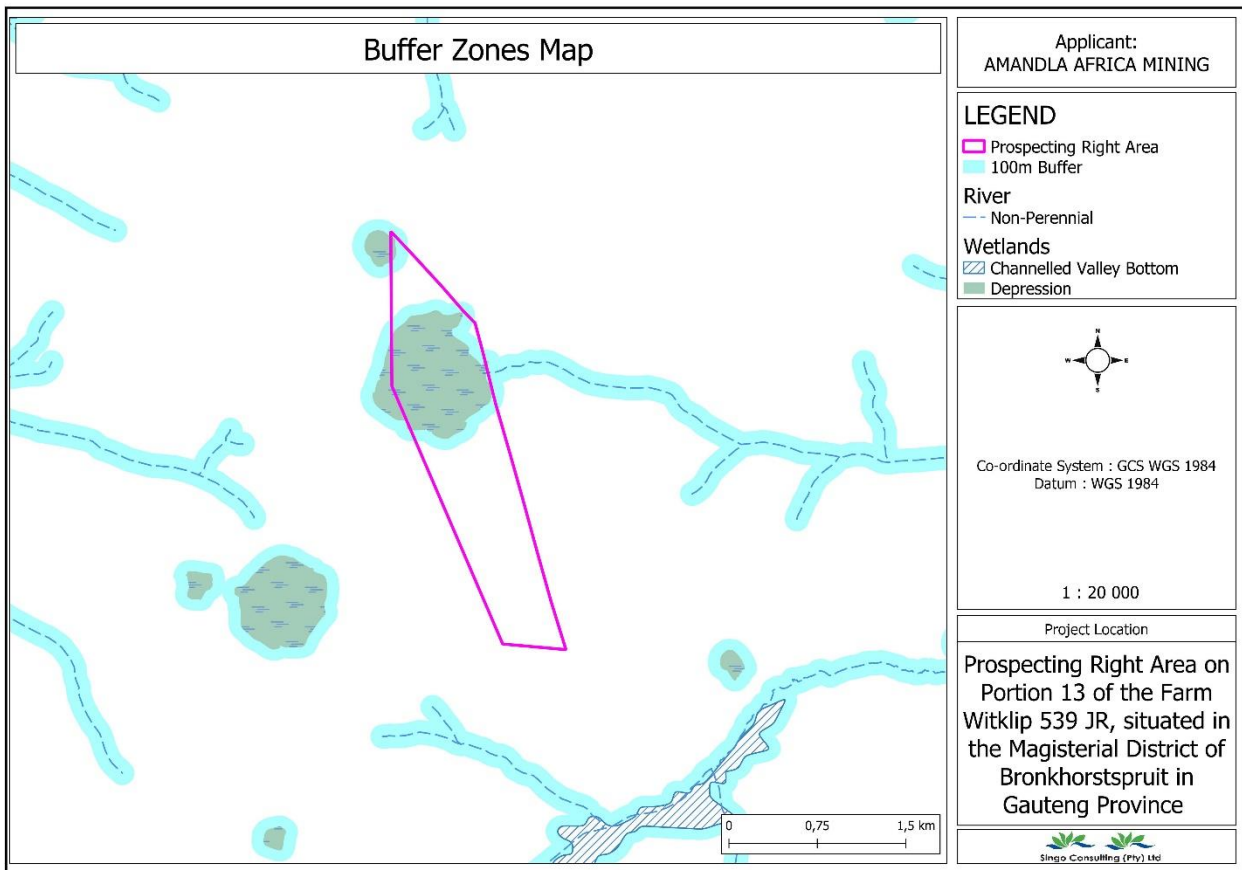 Buffer Zones Map
Applicant:
AMANDLA AFRICA MINING
LEGEND
Prospecting Right Area
100m Buffer
River
Non-Perennial
Wetlands
Channelled Valley Bottom
Depression
N
W E
S
Co-ordinate System : GCS WGS 1984
Datum : WGS 1984
1 : 20 000
Project Location
Prospecting Right Area on
Portion 13 of the Farm
Witklip 539 JR, situated in
the Magisterial District of
Bronkhorstspruit in
Gauteng Province
0 0,75 1,5 km
Singo Consulting (Pty) Ltd